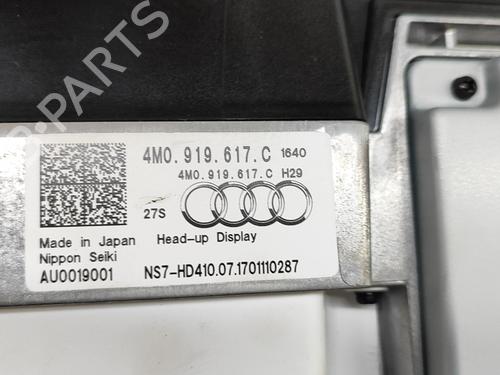 4M0.919.617.C 1640
4M0.919.617.C H29
27S
Made in Japan Head-up Display
Nippon Seiki
AU0019001 NS7-HD410.07.1701110287
B-PARTS